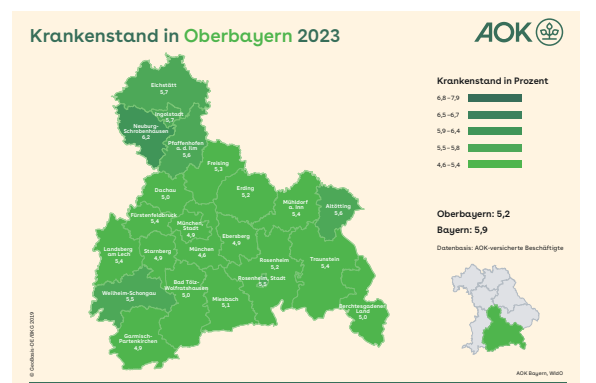 Krankenstand in Oberbayern 2023
AOK
Krankenstand in Prozent
6,8–7,9
6,5–6,7
5,9–6,4
5,5–5,8
4,6–5,4
Oberbayern: 5,2
Bayern: 5,9
Datenbasis: AOK-versicherte Beschäftigte
Eichstätt
5,7
Ingolstadt
5,7
Neuburg-
Schrobenhausen
6,2
Pfaffenhofen
a. d. Ilm
5,6
Freising
5,3
Dachau
5,0
Erding
5,2
Mühldorf
a. Inn
5,4
Altötting
5,6
Fürstenfeldbruck
5,4
München,
Stadt
4,9
Ebersberg
4,9
Landsberg
am Lech
5,4
Starnberg
4,9
München
4,6
Rosenheim
5,2
Traunstein
5,4
Rosenheim, Stadt
5,5
Weilheim-Schongau
5,5
Bad Tölz-
Wolfratshausen
5,0
Miesbach
5,1
Berchtesgadener
Land
5,0
Garmisch-
Partenkirchen
4,9
© GeoBasis-DE/BKG 2019
AOK Bayern, WIdO